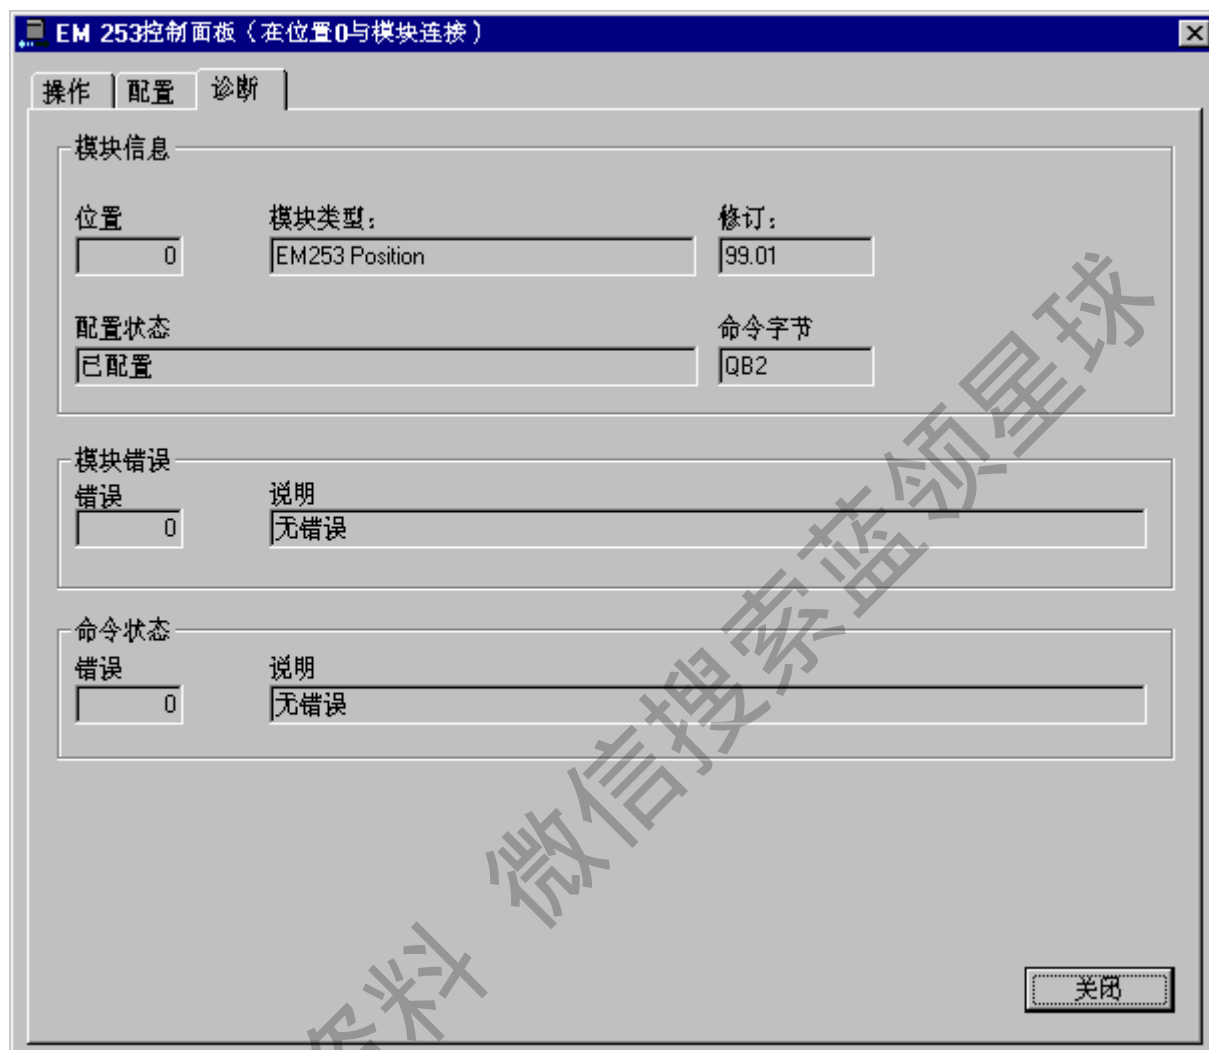 EM 253控制面板（在位置0与模块连接）
操作 配置 诊断
模块信息
位置 模块类型： 修订：
0 EM253 Position 99.01
配置状态 命令字节
已配置 QB2
模块错误
错误 说明
0 无错误
命令状态
错误 说明
0 无错误
关闭
资料 微信搜索蓝领星球